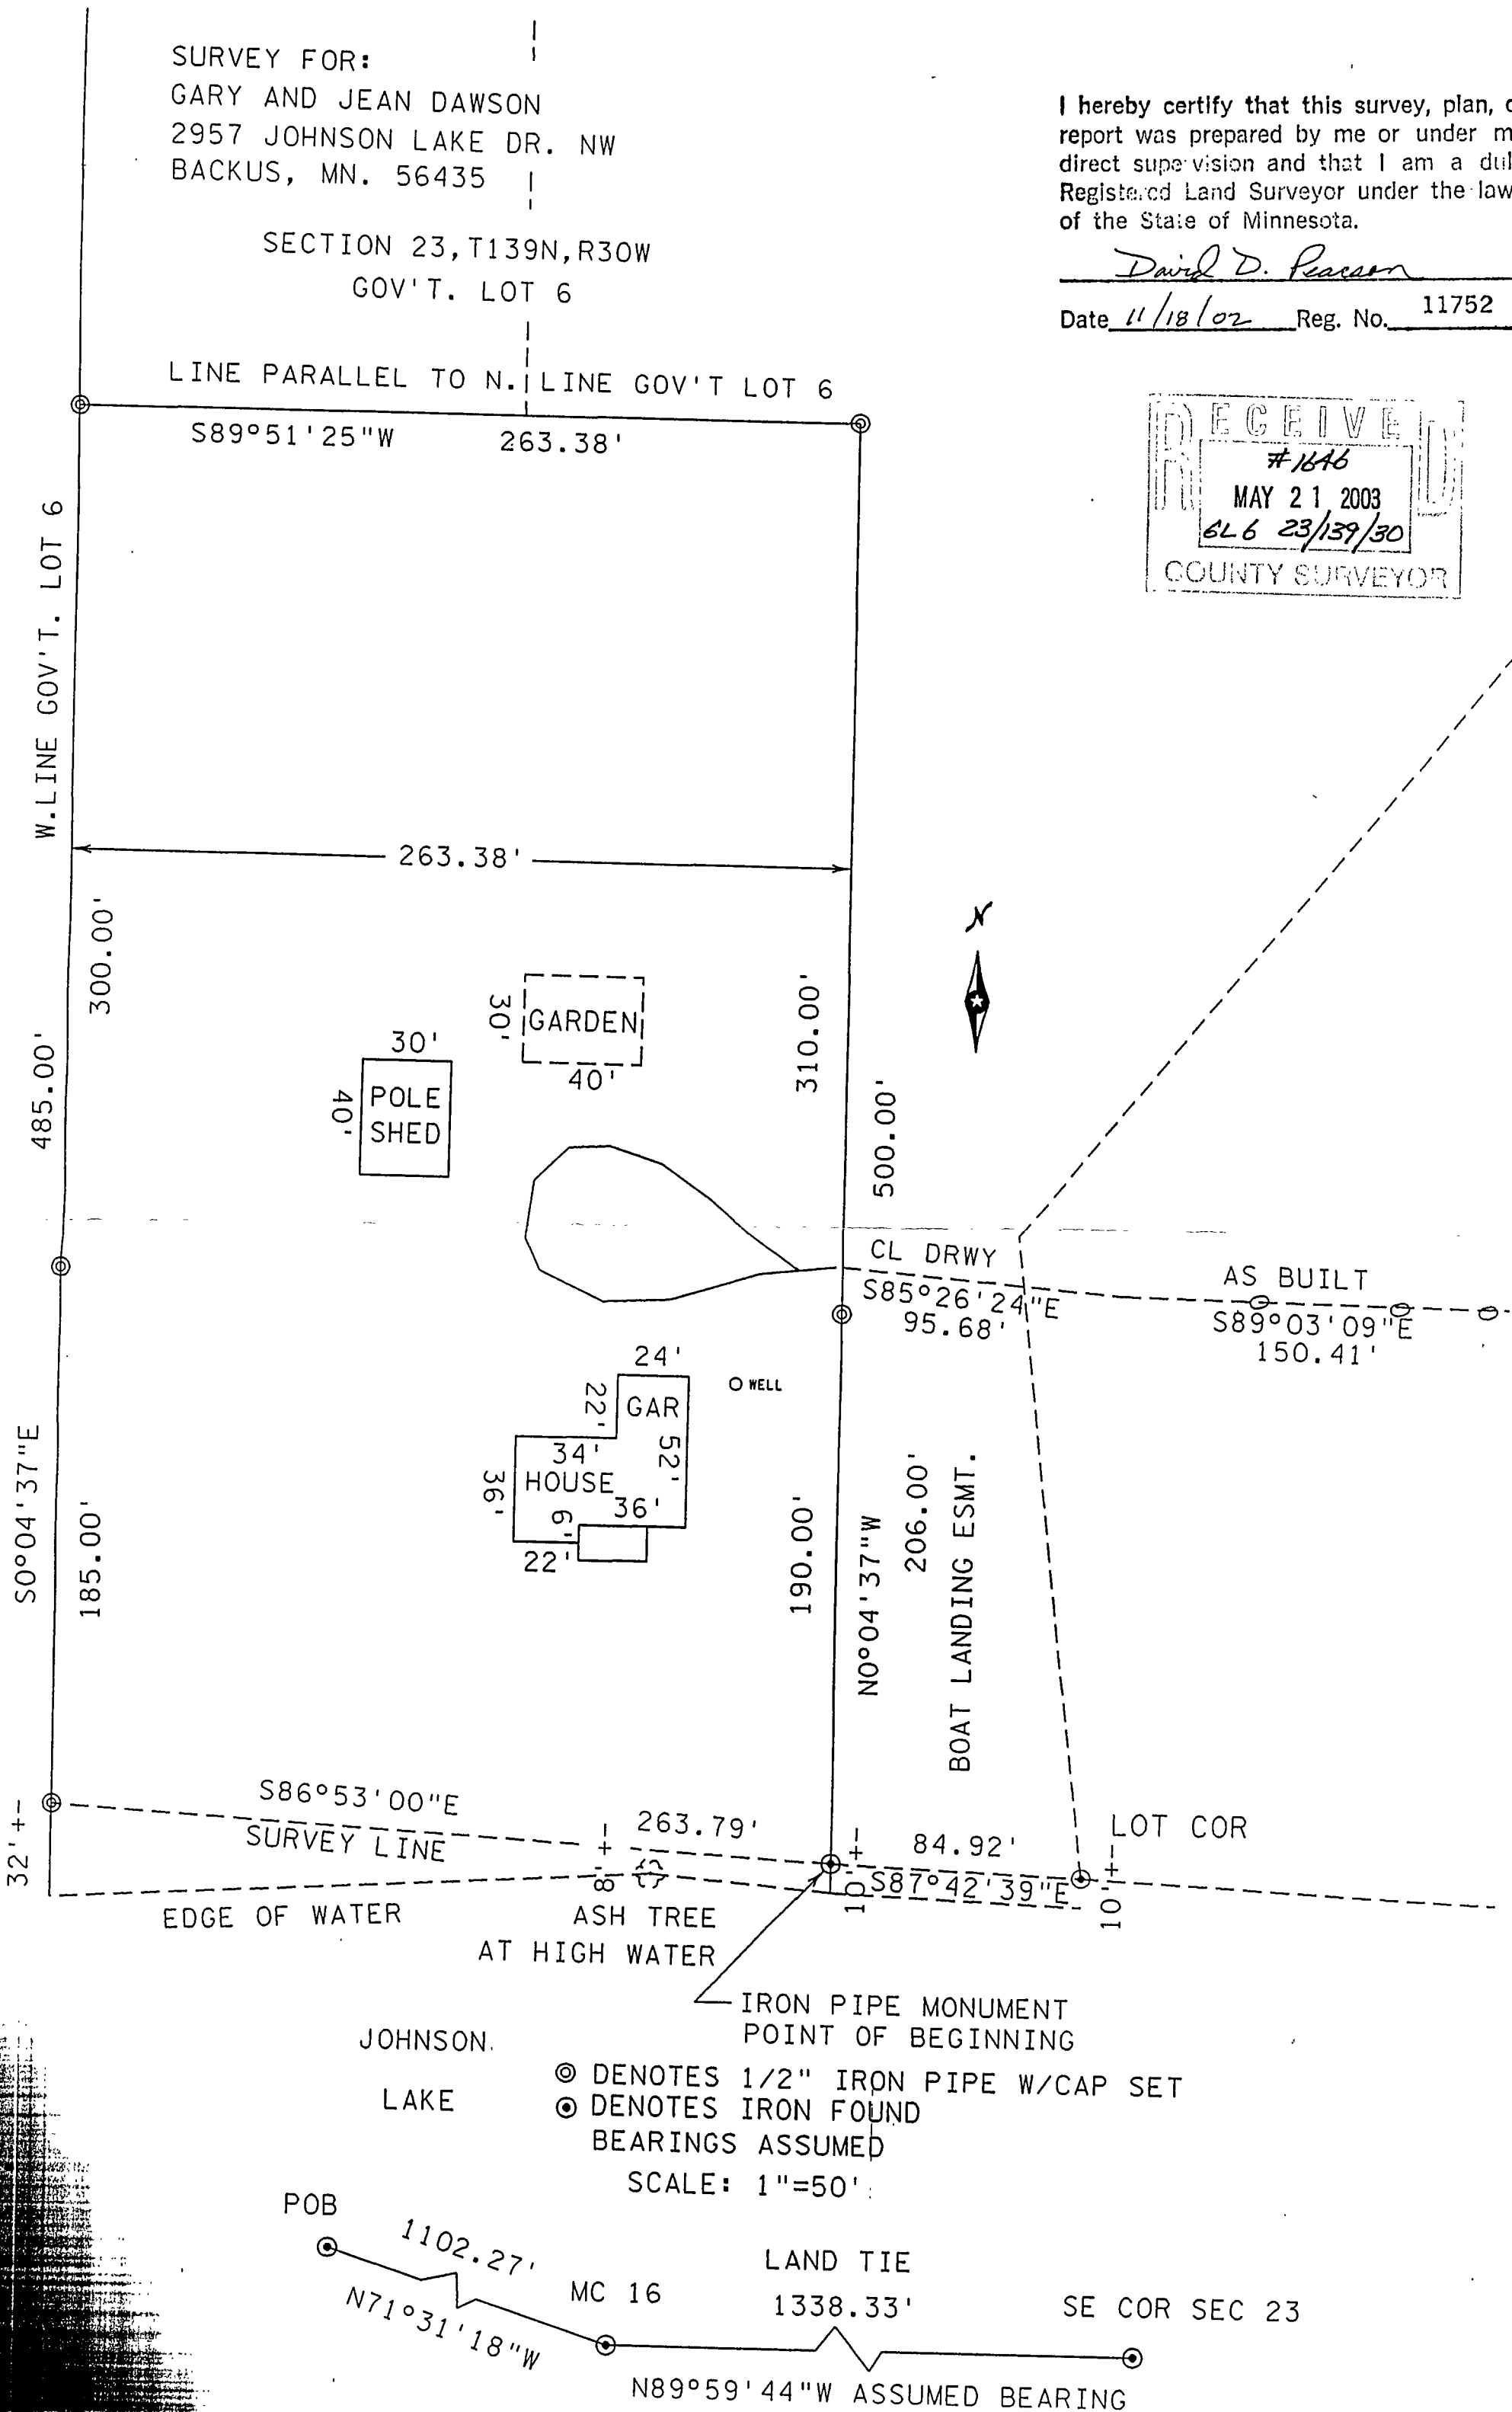 SURVEY FOR:
GARY AND JEAN DAWSON
2957 JOHNSON LAKE DR. NW
BACKUS, MN. 56435
SECTION 23, T139N, R30W
GOV'T. LOT 6
I hereby certify that this survey, plan,
report was prepared by me or under
direct supervision and that I am a
Registered Land Surveyor under the
of the State of Minnesota.
David D. Pearson
Date 11/18/02 Reg. No. 11752
RECEIVED
#1646
MAY 21 2003
GL6 23/139/30
COUNTY SURVEYOR
LINE PARALLEL TO N. LINE GOV'T LOT 6
S89°51'25"W 263.38'
W.LINE GOV'T. LOT 6
263.38'
300.00'
485.00'
S0°04'37"E
185.00'
32'+-
310.00'
500.00'
190.00'
N0°04'37"W
206.00'
BOAT LANDING ESMT.
N
30'
GARDEN
40'
30'
40'
POLE
SHED
CL DRWY
S85°26'24"E
95.68'
AS BUILT
S89°03'09"E
150.41'
WELL
24'
22'
GAR
52'
34'
HOUSE
36'
36'
6'
22'
S86°53'00"E
263.79'
SURVEY LINE
8'+-
10'+-
84.92'
S87°42'39"E
LOT COR
10'+-
EDGE OF WATER
ASH TREE
AT HIGH WATER
IRON PIPE MONUMENT
POINT OF BEGINNING
JOHNSON
LAKE
DENOTES 1/2" IRON PIPE W/CAP SET
DENOTES IRON FOUND
BEARINGS ASSUMED
SCALE: 1"=50'
POB
1102.27'
N71°31'18"W
MC 16
LAND TIE
1338.33'
SE COR SEC 23
N89°59'44"W ASSUMED BEARING